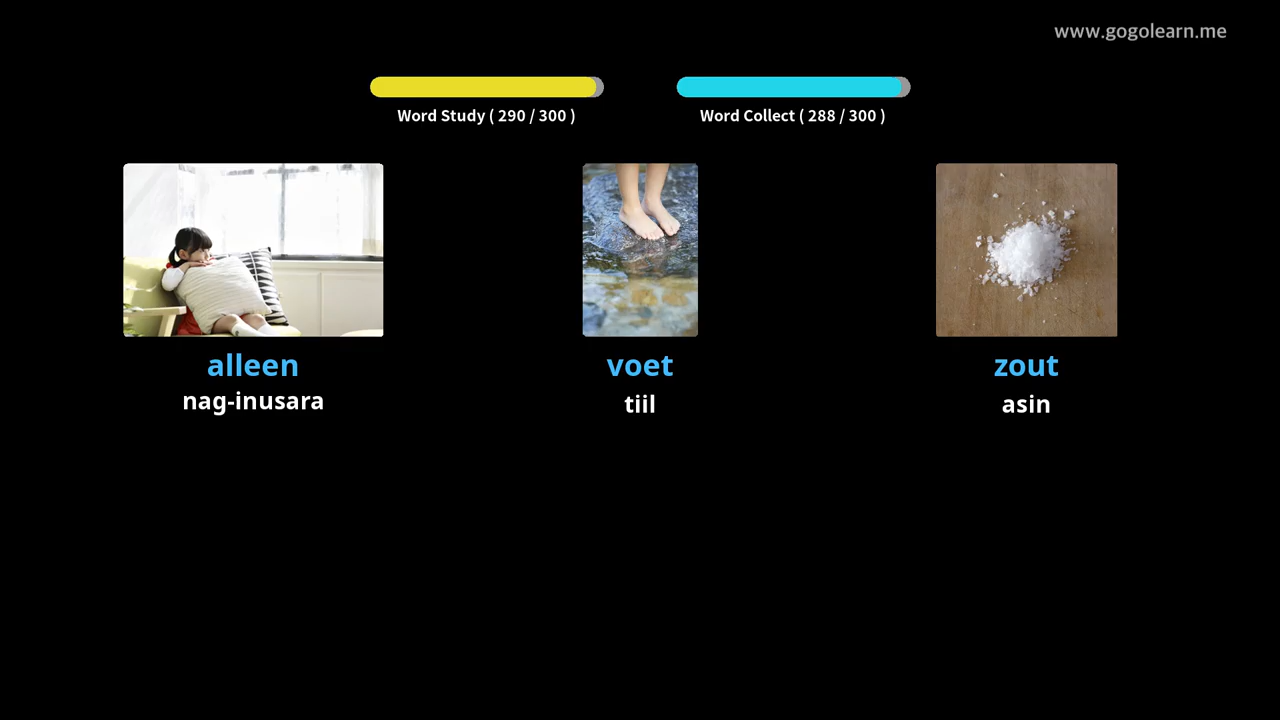 www.gogolearn.me
Word Study ( 290 / 300 )
Word Collect ( 288 / 300 )
alleen
nag-inusara
voet
tiil
zout
asin